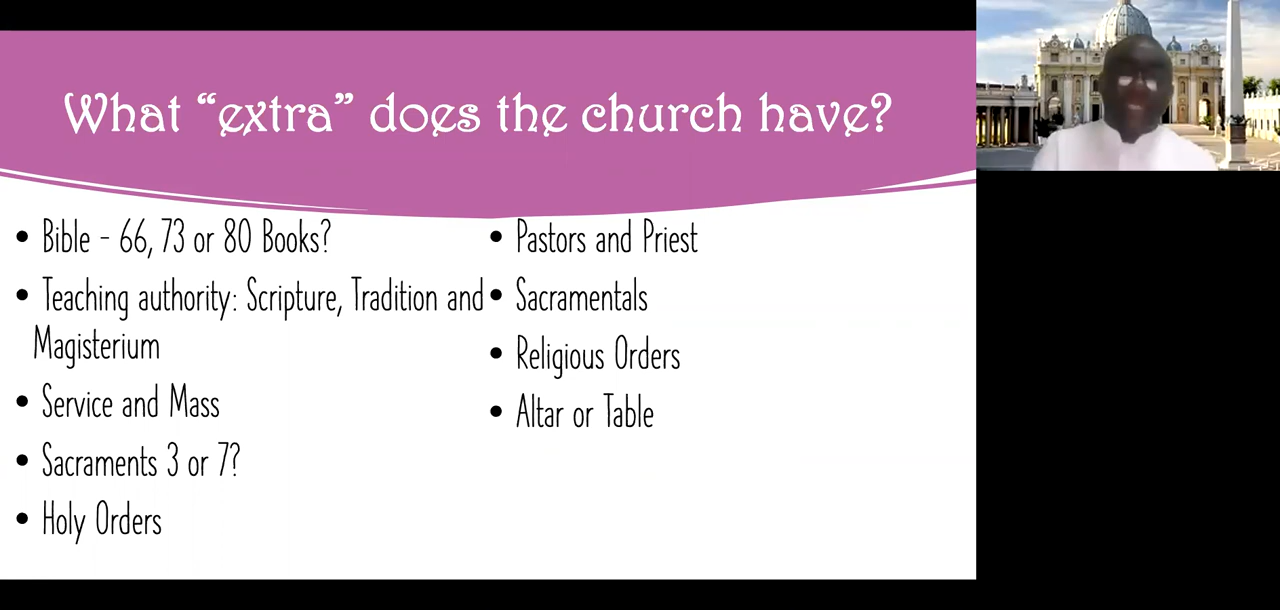 What “extra” does the church have?
• Bible - 66, 73 or 80 Books?
• Teaching authority: Scripture, Tradition and
Magisterium
• Service and Mass
• Sacraments 3 or 7?
• Holy Orders
• Pastors and Priest
• Sacramentals
• Religious Orders
• Altar or Table